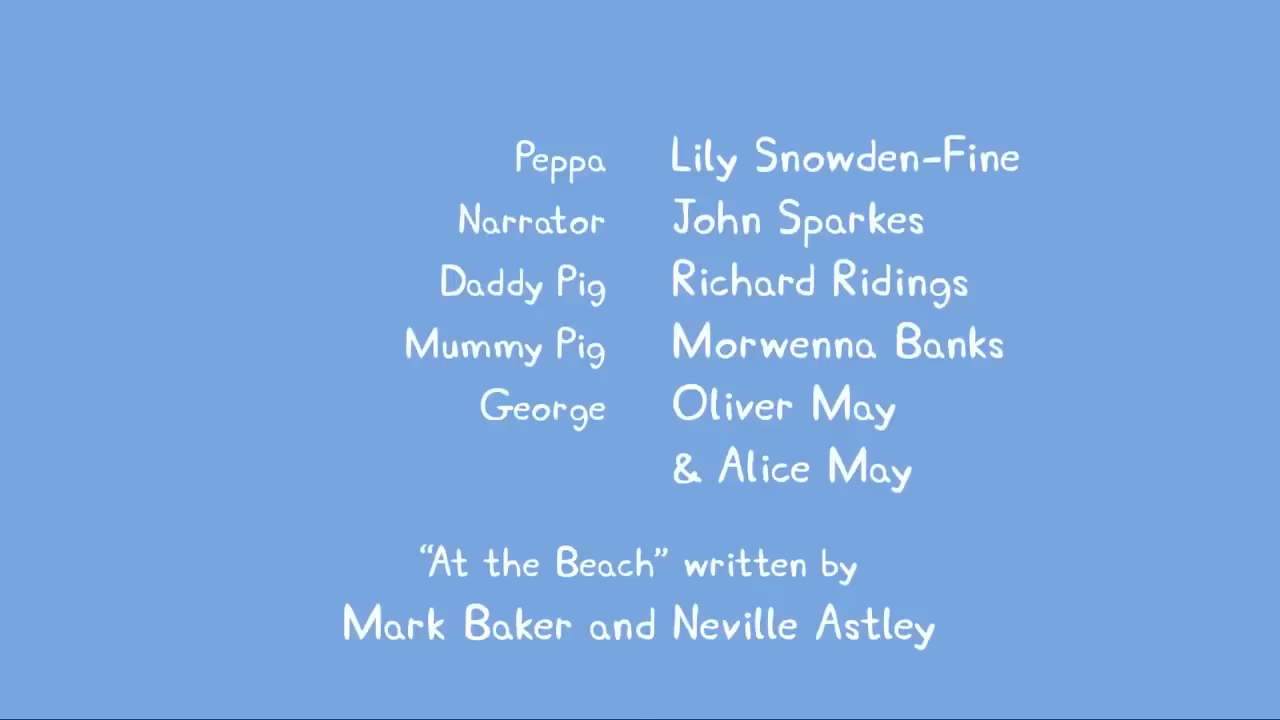 Peppa Lily Snowden-Fine
Narrator John Sparkes
Daddy Pig Richard Ridings
Mummy Pig Morwenna Banks
George Oliver May
& Alice May
“At the Beach” written by
Mark Baker and Neville Astley